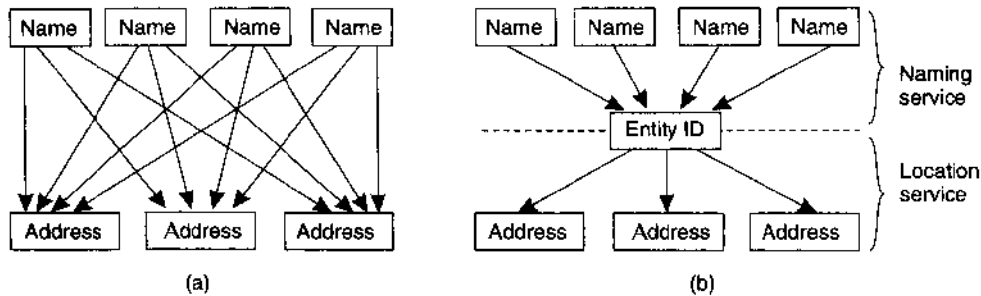 Name Name Name Name
Address Address Address
(a)
Name Name Name Name
Naming
service
Entity ID
Location
service
Address Address Address
(b)